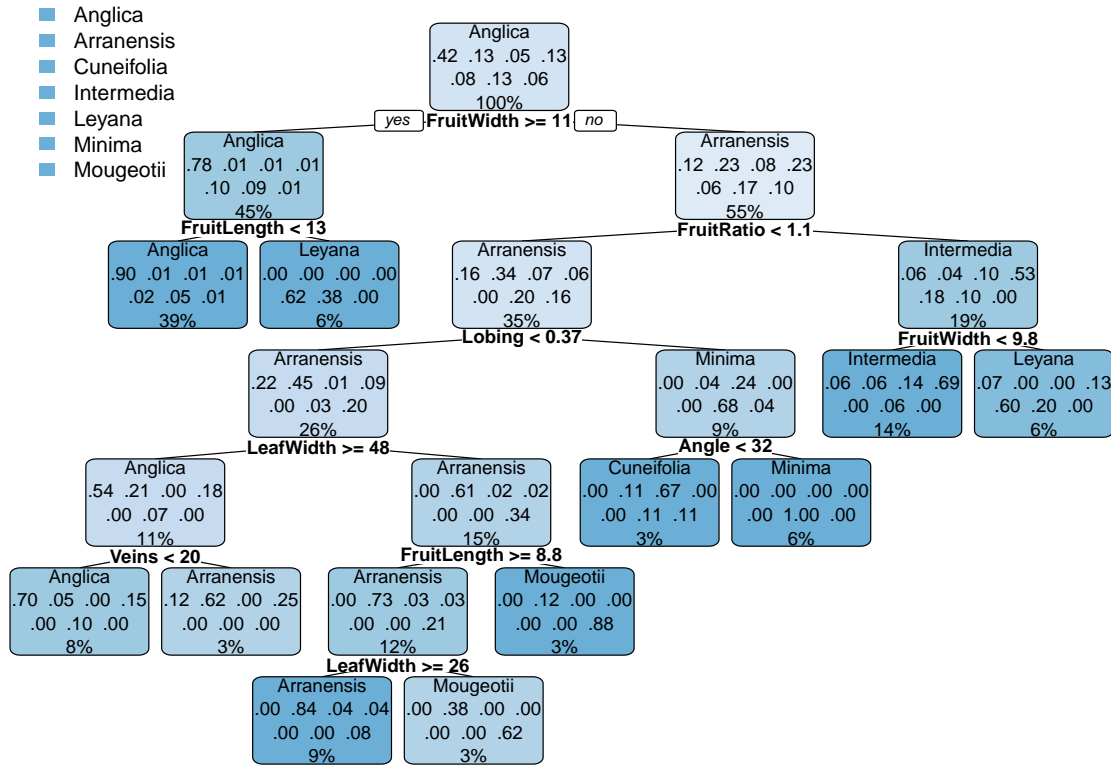 Anglica
Arranensis
Cuneifolia
Intermedia
Leyana
Minima
Mougeotii
Anglica
.42 .13 .05 .13
.08 .13 .06
100%
yes FruitWidth >= 11 no
Anglica
.78 .01 .01 .01
.10 .09 .01
45%
FruitLength < 13
Arranensis
.12 .23 .08 .23
.06 .17 .10
55%
FruitRatio < 1.1
Anglica
.90 .01 .01 .01
.02 .05 .01
39%
Leyana
.00 .00 .00 .00
.62 .38 .00
6%
Arranensis
.16 .34 .07 .06
.00 .20 .16
35%
Lobing < 0.37
Intermedia
.06 .04 .10 .53
.18 .10 .00
19%
FruitWidth < 9.8
Arranensis
.22 .45 .01 .09
.00 .03 .20
26%
LeafWidth >= 48
Minima
.00 .04 .24 .00
.00 .68 .04
9%
Angle < 32
Intermedia
.06 .06 .14 .69
.00 .06 .00
14%
Leyana
.07 .00 .00 .13
.60 .20 .00
6%
Anglica
.54 .21 .00 .18
.00 .07 .00
11%
Veins < 20
Arranensis
.00 .61 .02 .02
.00 .00 .34
15%
FruitLength >= 8.8
Cuneifolia
.00 .11 .67 .00
.00 .11 .11
3%
Minima
.00 .00 .00 .00
.00 1.00 .00
6%
Anglica
.70 .05 .00 .15
.00 .10 .00
8%
Arranensis
.12 .62 .00 .25
.00 .00 .00
3%
Arranensis
.00 .73 .03 .03
.00 .00 .21
12%
LeafWidth >= 26
Mougeotii
.00 .12 .00 .00
.00 .00 .88
3%
Arranensis
.00 .84 .04 .04
.00 .00 .08
9%
Mougeotii
.00 .38 .00 .00
.00 .00 .62
3%